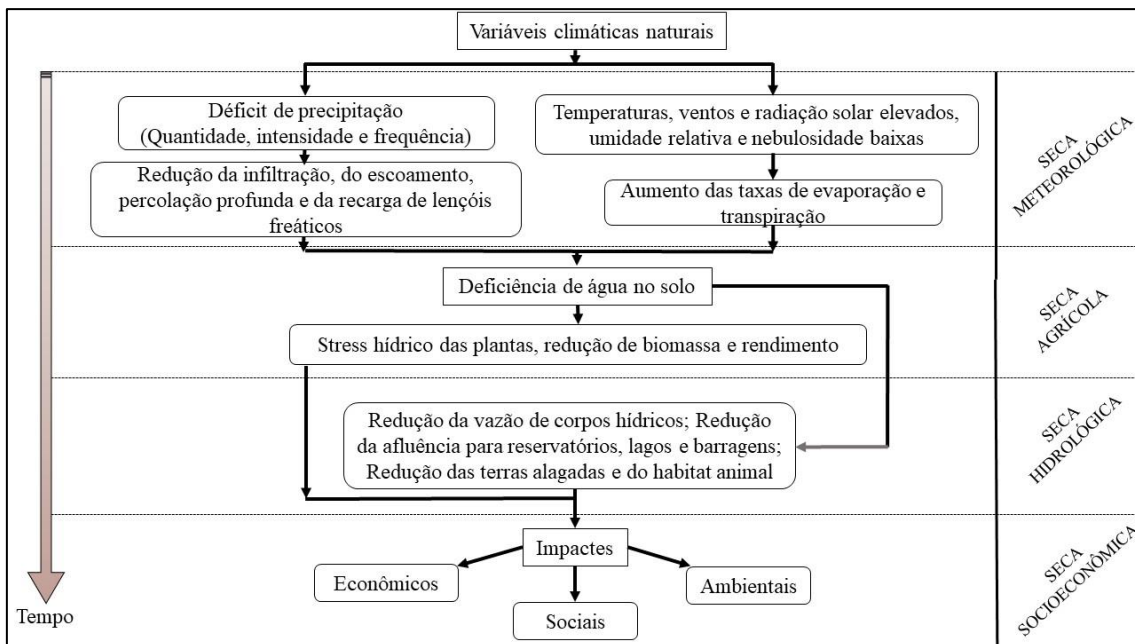 Variáveis climáticas naturais
Déficit de precipitação
(Quantidade, intensidade e frequência)
Temperaturas, ventos e radiação solar elevados,
umidade relativa e nebulosidade baixas
Redução da infiltração, do escoamento,
percolação profunda e da recarga de lençóis
freáticos
Aumento das taxas de evaporação e
transpiração
SECA
METEOROLÓGICA
Deficiência de água no solo
Stress hídrico das plantas, redução de biomassa e rendimento
SECA
AGRÍCOLA
Redução da vazão de corpos hídricos; Redução
da afluência para reservatórios, lagos e barragens;
Redução das terras alagadas e do habitat animal
SECA
HIDROLÓGICA
Impactes
Econômicos
Sociais
Ambientais
SECA
SOCIOECONÔMICA
Tempo